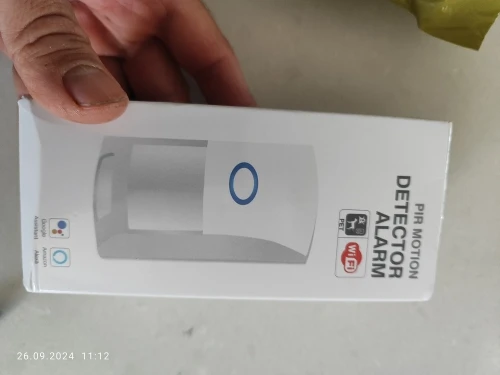 PIR MOTION
DETECTOR
ALARM
PET
WiFi
Google
Assistant
Amazon
Alexa
26.09.2024 11:12